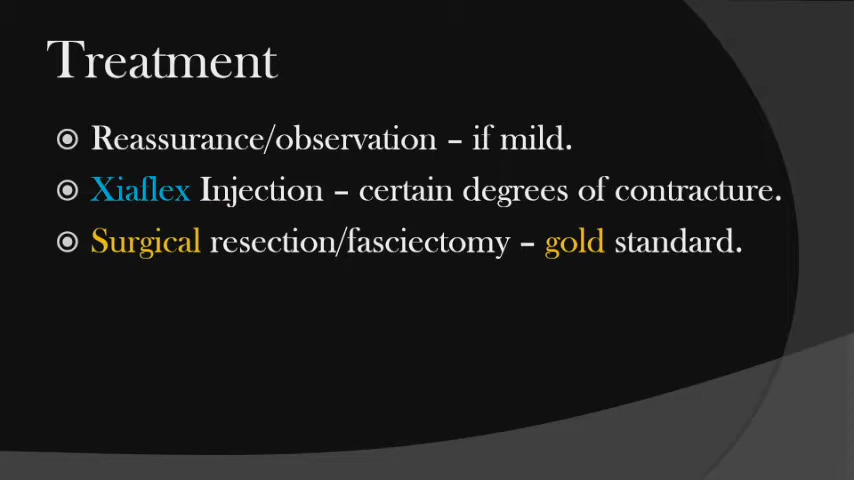 Treatment
Reassurance/observation – if mild.
Xiaflex Injection – certain degrees of contracture.
Surgical resection/fasciectomy – gold standard.